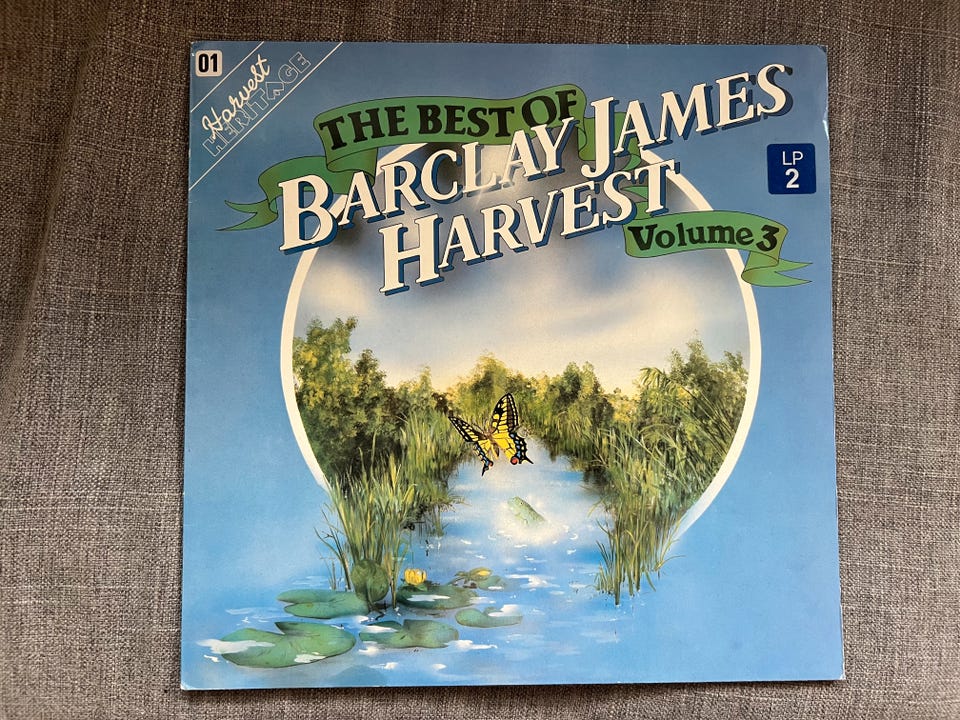 01
Harvest
HERITAGE
THE BEST OF
BARCLAY JAMES
HARVEST
Volume 3
LP
2